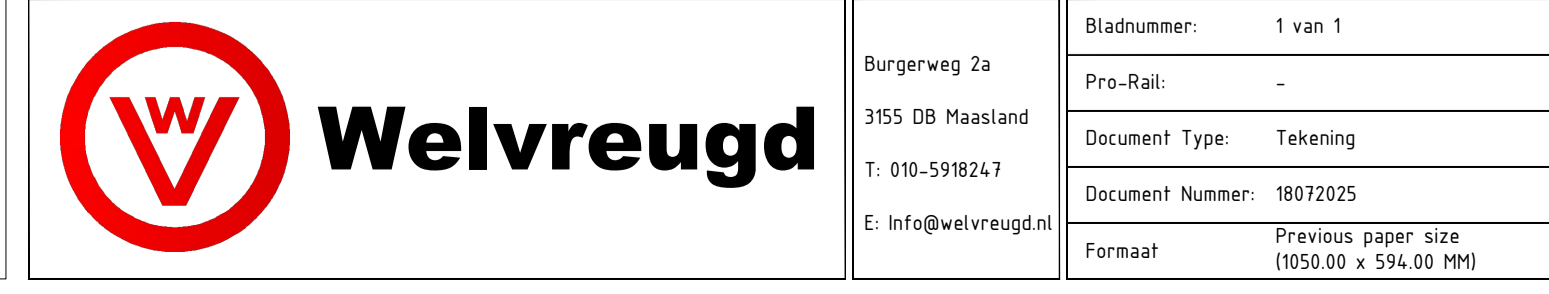 VW
Welvreugd
Burgerweg 2a
3155 DB Maasland
T: 010-5918247
E: Info@welvreugd.nl
Bladnummer: 1 van 1
Pro-Rail: -
Document Type: Tekening
Document Nummer: 18072025
Formaat Previous paper size
(1050.00 x 594.00 MM)